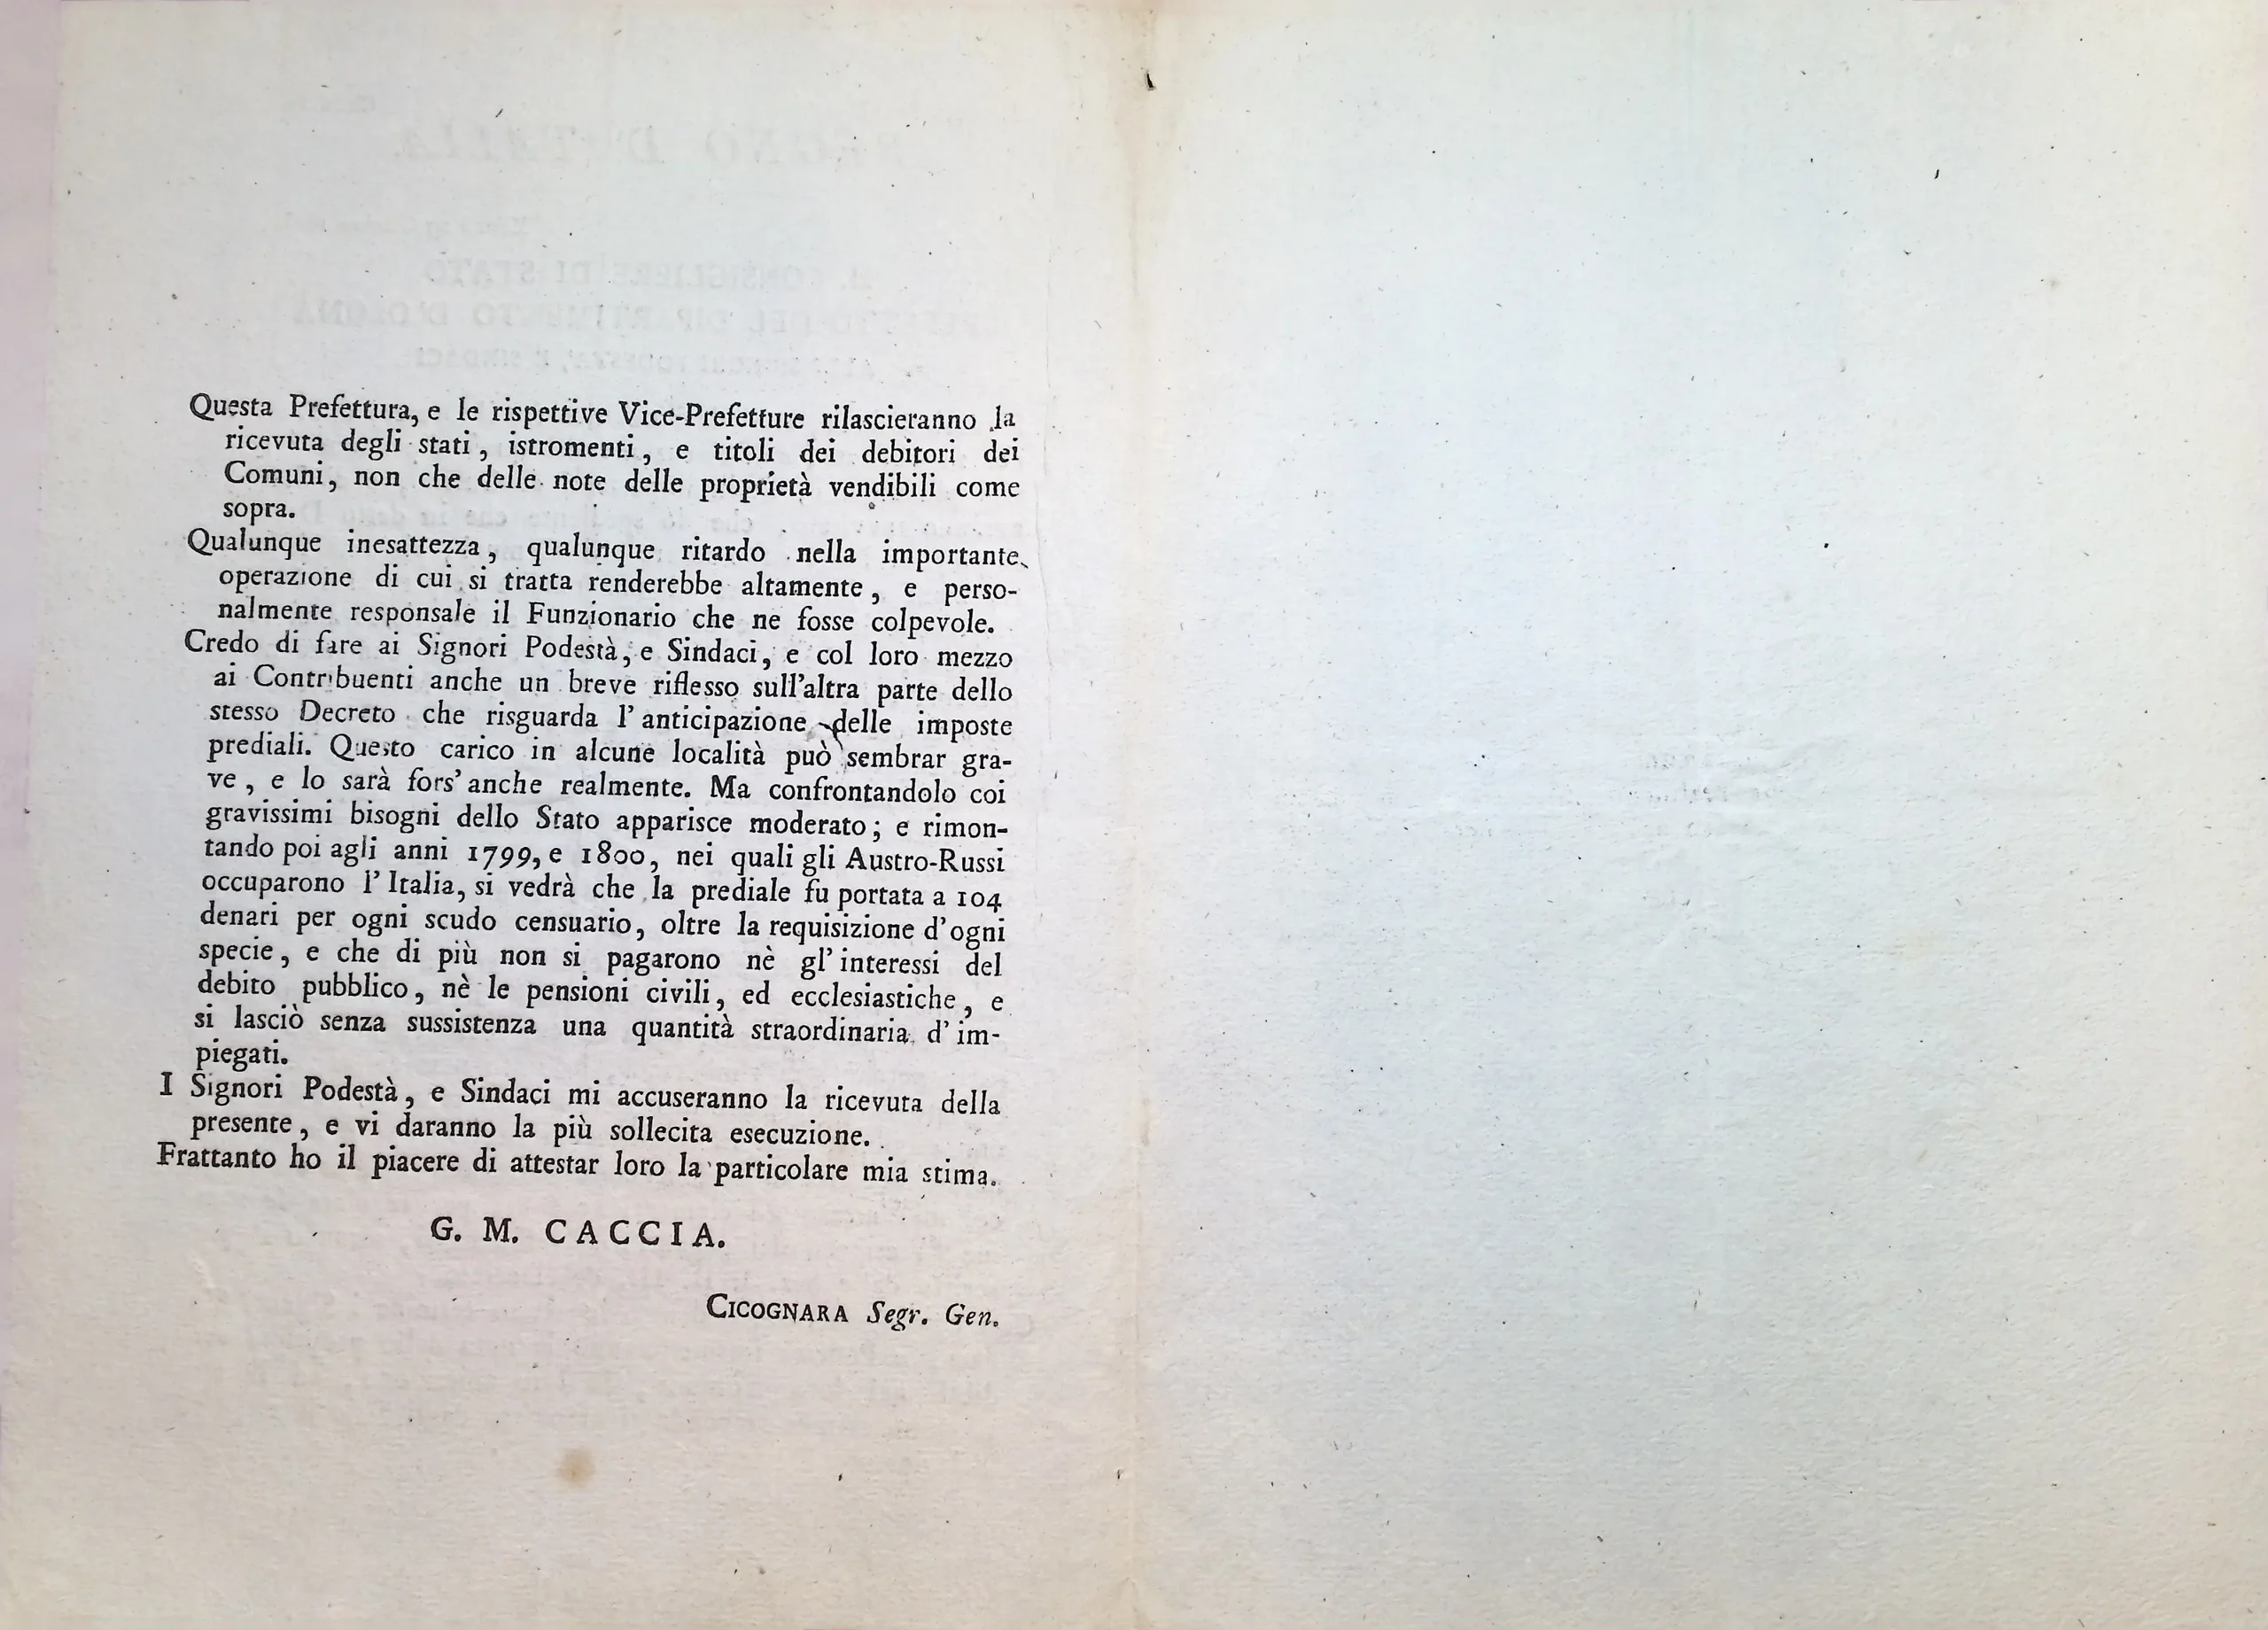 Questa Prefettura, e le rispettive Vice-Prefetture rilascieranno la
ricevuta degli stati, istromenti, e titoli dei debitori dei
Comuni, non che delle note delle proprietà vendibili come
sopra.
Qualunque inesattezza, qualunque ritardo nella importante
operazione di cui si tratta renderebbe altamente, e perso-
nalmente responsale il Funzionario che ne fosse colpevole.
Credo di fare ai Signori Podestà, e Sindaci, e col loro mezzo
ai Contribuenti anche un breve riflesso sull'altra parte dello
stesso Decreto che risguarda l'anticipazione delle imposte
prediali. Questo carico in alcune località può sembrar gra-
ve, e lo sarà fors'anche realmente. Ma confrontandolo coi
gravissimi bisogni dello Stato apparisce moderato; e rimon-
tando poi agli anni 1799, e 1800, nei quali gli Austro-Russi
occuparono l'Italia, si vedrà che la prediale fu portata a 104
denari per ogni scudo censuario, oltre la requisizione d'ogni
specie, e che di più non si pagarono nè gl'interessi del
debito pubblico, nè le pensioni civili, ed ecclesiastiche, e
si lasciò senza sussistenza una quantità straordinaria d'im-
piegati.
I Signori Podestà, e Sindaci mi accuseranno la ricevuta della
presente, e vi daranno la più sollecita esecuzione.
Frattanto ho il piacere di attestar loro la particolare mia stima.
G. M. CACCIA.
CICOGNARA Segr. Gen.